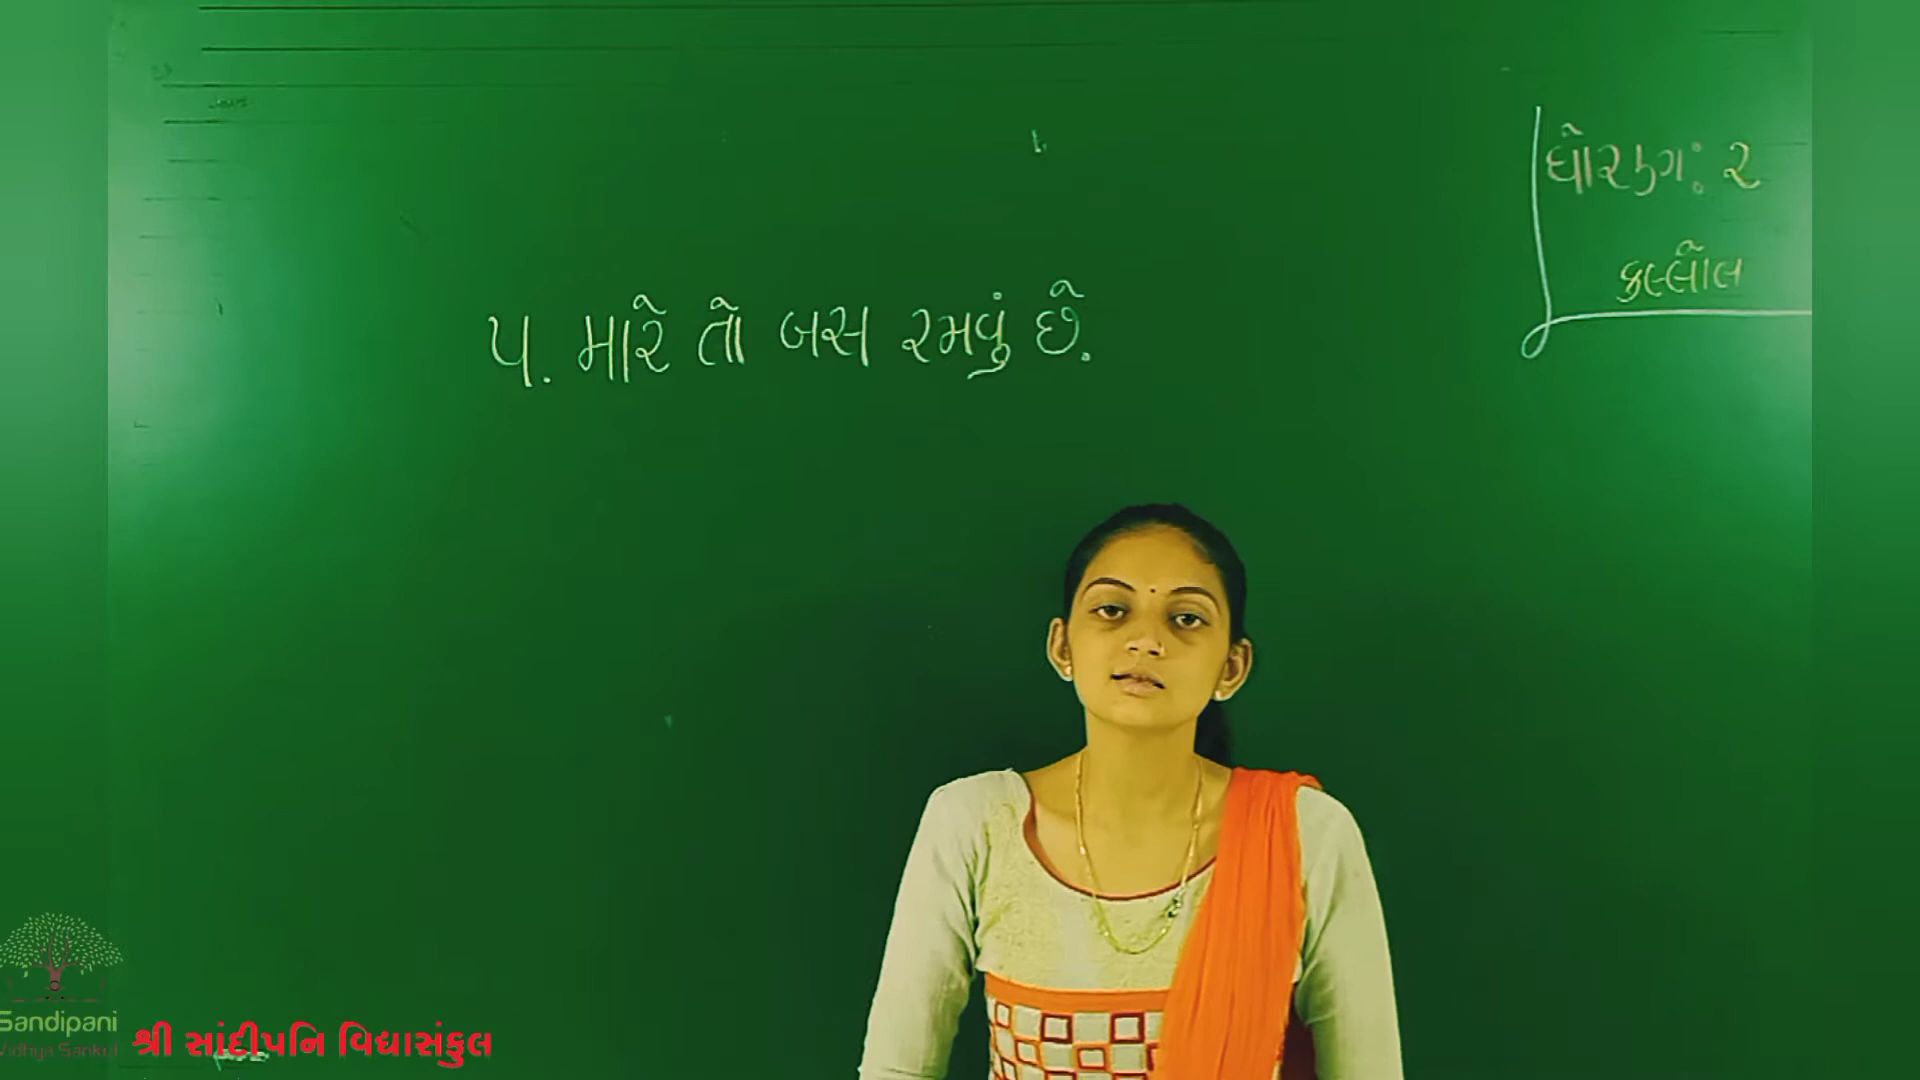 ધોરણ : ૨
કલ્લોલ
૫. મારે તો બસ રમવું છે.
Sandipani
Vidhya Sankul
શ્રી સાંદીપનિ વિદ્યાસંકુલ